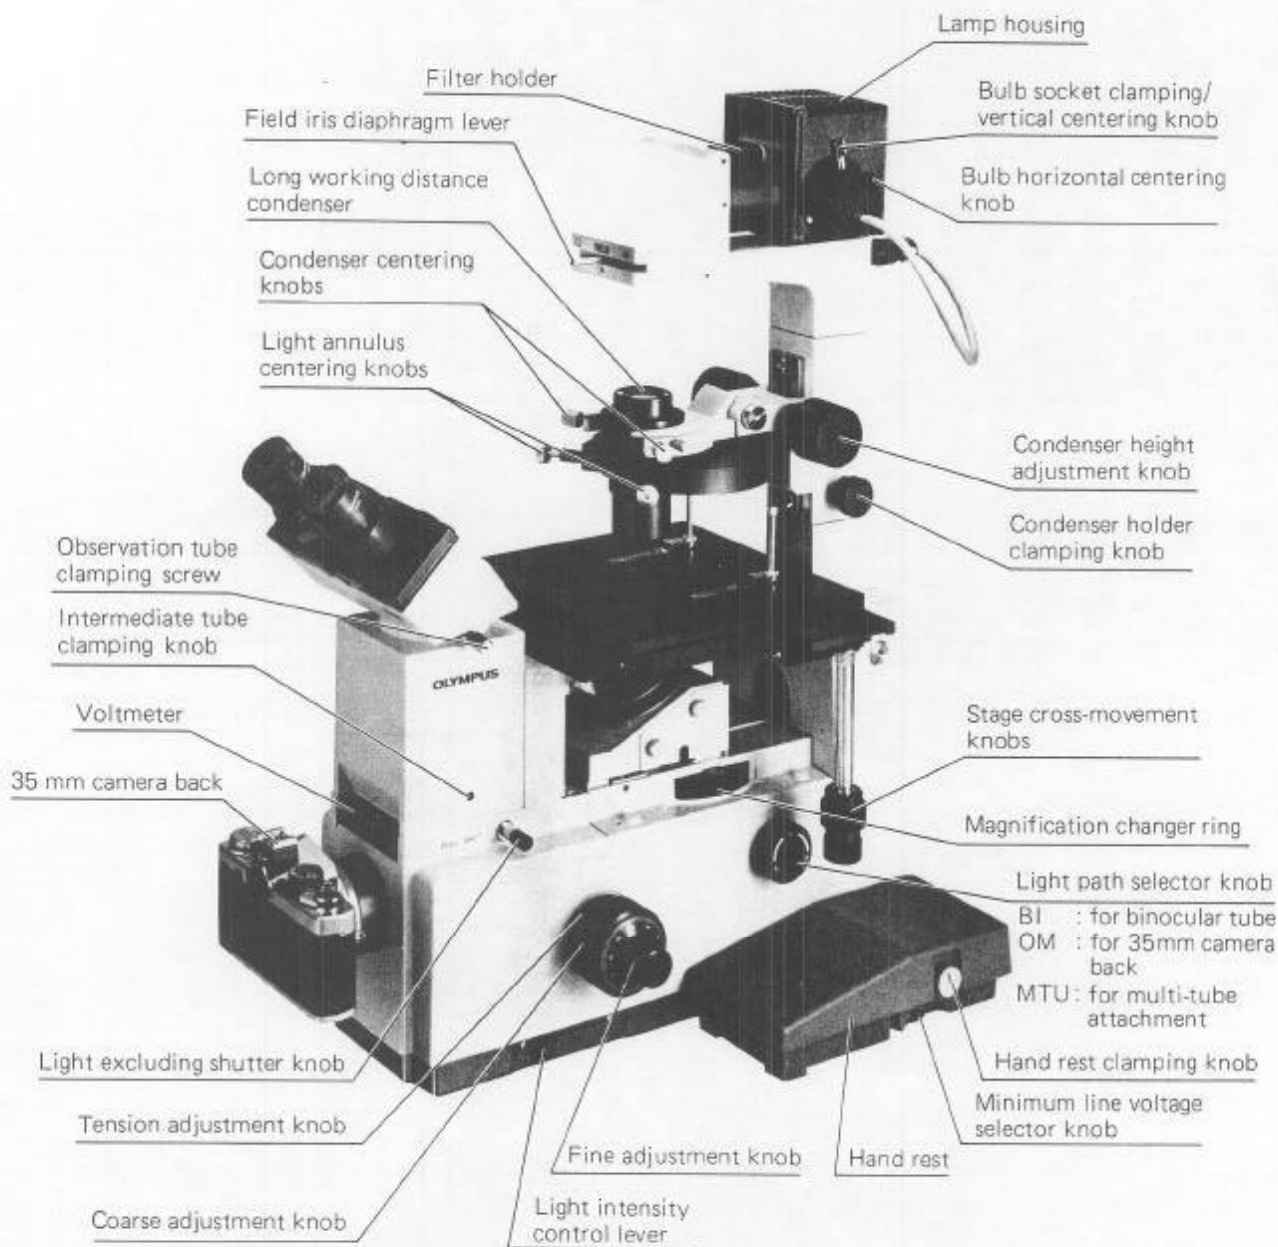 Lamp housing
Filter holder
Bulb socket clamping/
vertical centering knob
Field iris diaphragm lever
Long working distance
condenser
Bulb horizontal centering
knob
Condenser centering
knobs
Light annulus
centering knobs
Condenser height
adjustment knob
Condenser holder
clamping knob
Observation tube
clamping screw
Intermediate tube
clamping knob
OLYMPUS
Voltmeter
Stage cross-movement
knobs
35 mm camera back
Magnification changer ring
Light path selector knob
BI : for binocular tube
OM : for 35mm camera
back
MTU : for multi-tube
attachment
Light excluding shutter knob
Hand rest clamping knob
Minimum line voltage
selector knob
Tension adjustment knob
Fine adjustment knob
Hand rest
Coarse adjustment knob
Light intensity
control lever